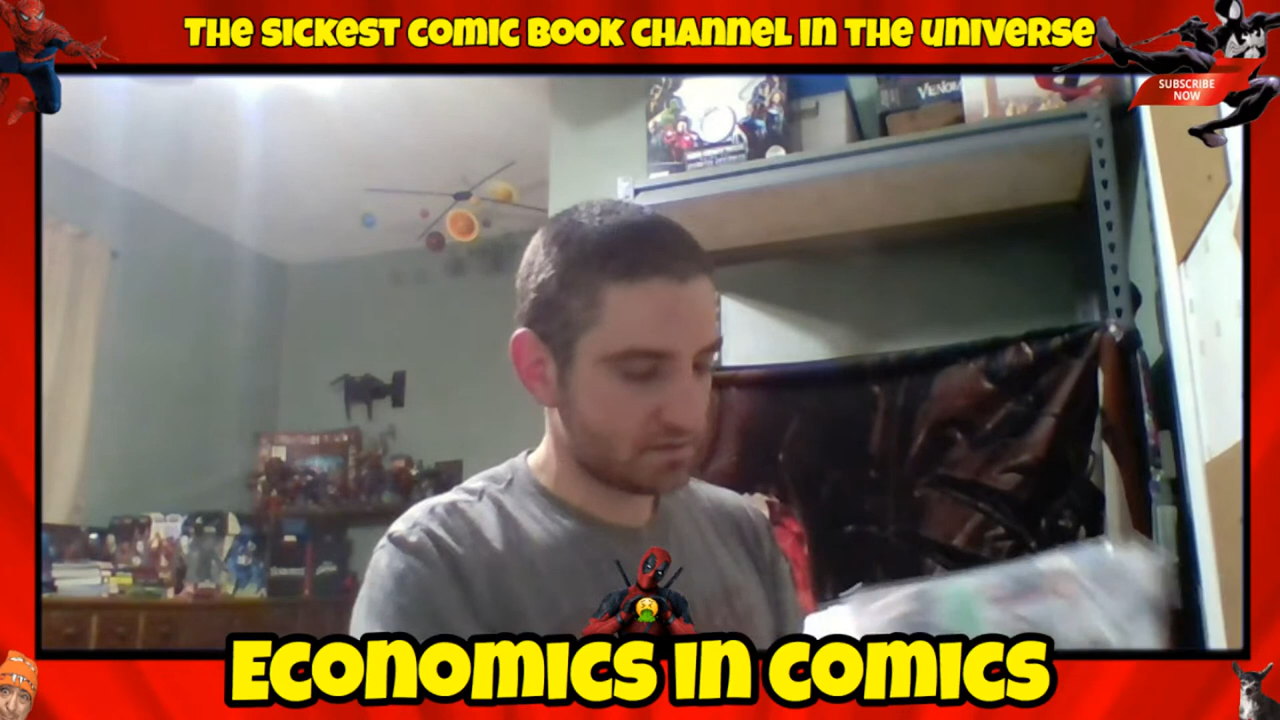 THE SICKEST COMIC BOOK CHANNEL IN THE UNIVERSE
SUBSCRIBE
NOW
VENOM
ECONOMICS IN COMICS